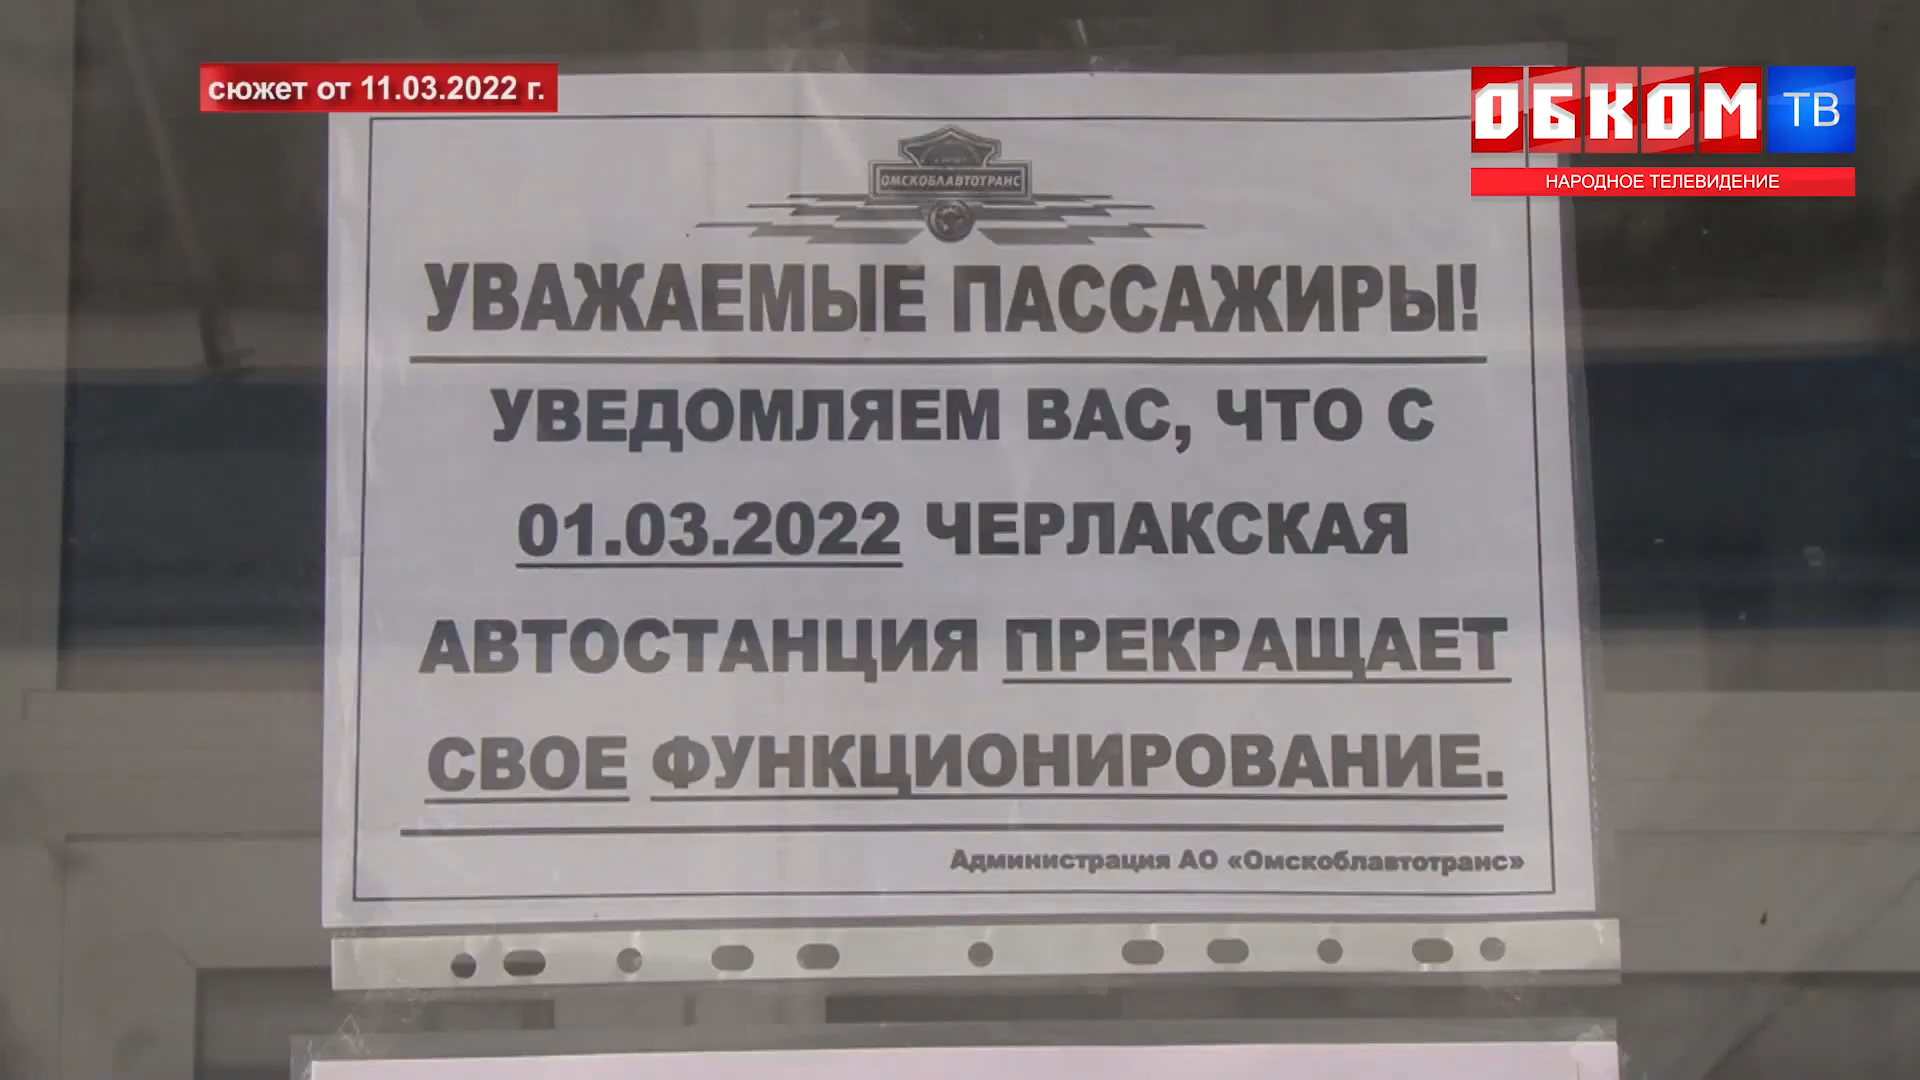 сюжет от 11.03.2022 г.
ОБКОМ ТВ
НАРОДНОЕ ТЕЛЕВИДЕНИЕ
ОМСКОБЛАВТОТРАНС
УВАЖАЕМЫЕ ПАССАЖИРЫ!
УВЕДОМЛЯЕМ ВАС, ЧТО С
01.03.2022 ЧЕРЛАКСКАЯ
АВТОСТАНЦИЯ ПРЕКРАЩАЕТ
СВОЕ ФУНКЦИОНИРОВАНИЕ.
Администрация АО «Омскоблавтотранс»